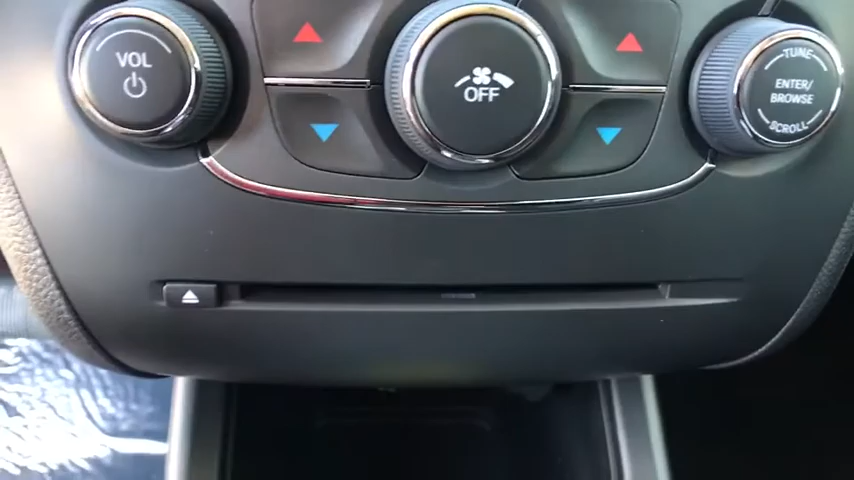 VOL
OFF
TUNE
ENTER/
BROWSE
SCROLL